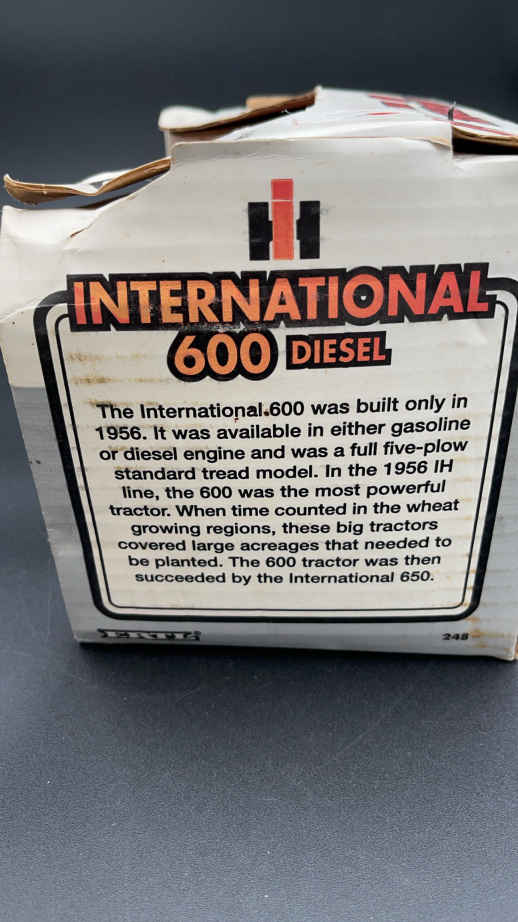 INTERNATIONAL
600 DIESEL
The International 600 was built only in
1956. It was available in either gasoline
or diesel engine and was a full five-plow
standard tread model. In the 1956 IH
line, the 600 was the most powerful
tractor. When time counted in the wheat
growing regions, these big tractors
covered large acreages that needed to
be planted. The 600 tractor was then
succeeded by the International 650.
ERTL 248